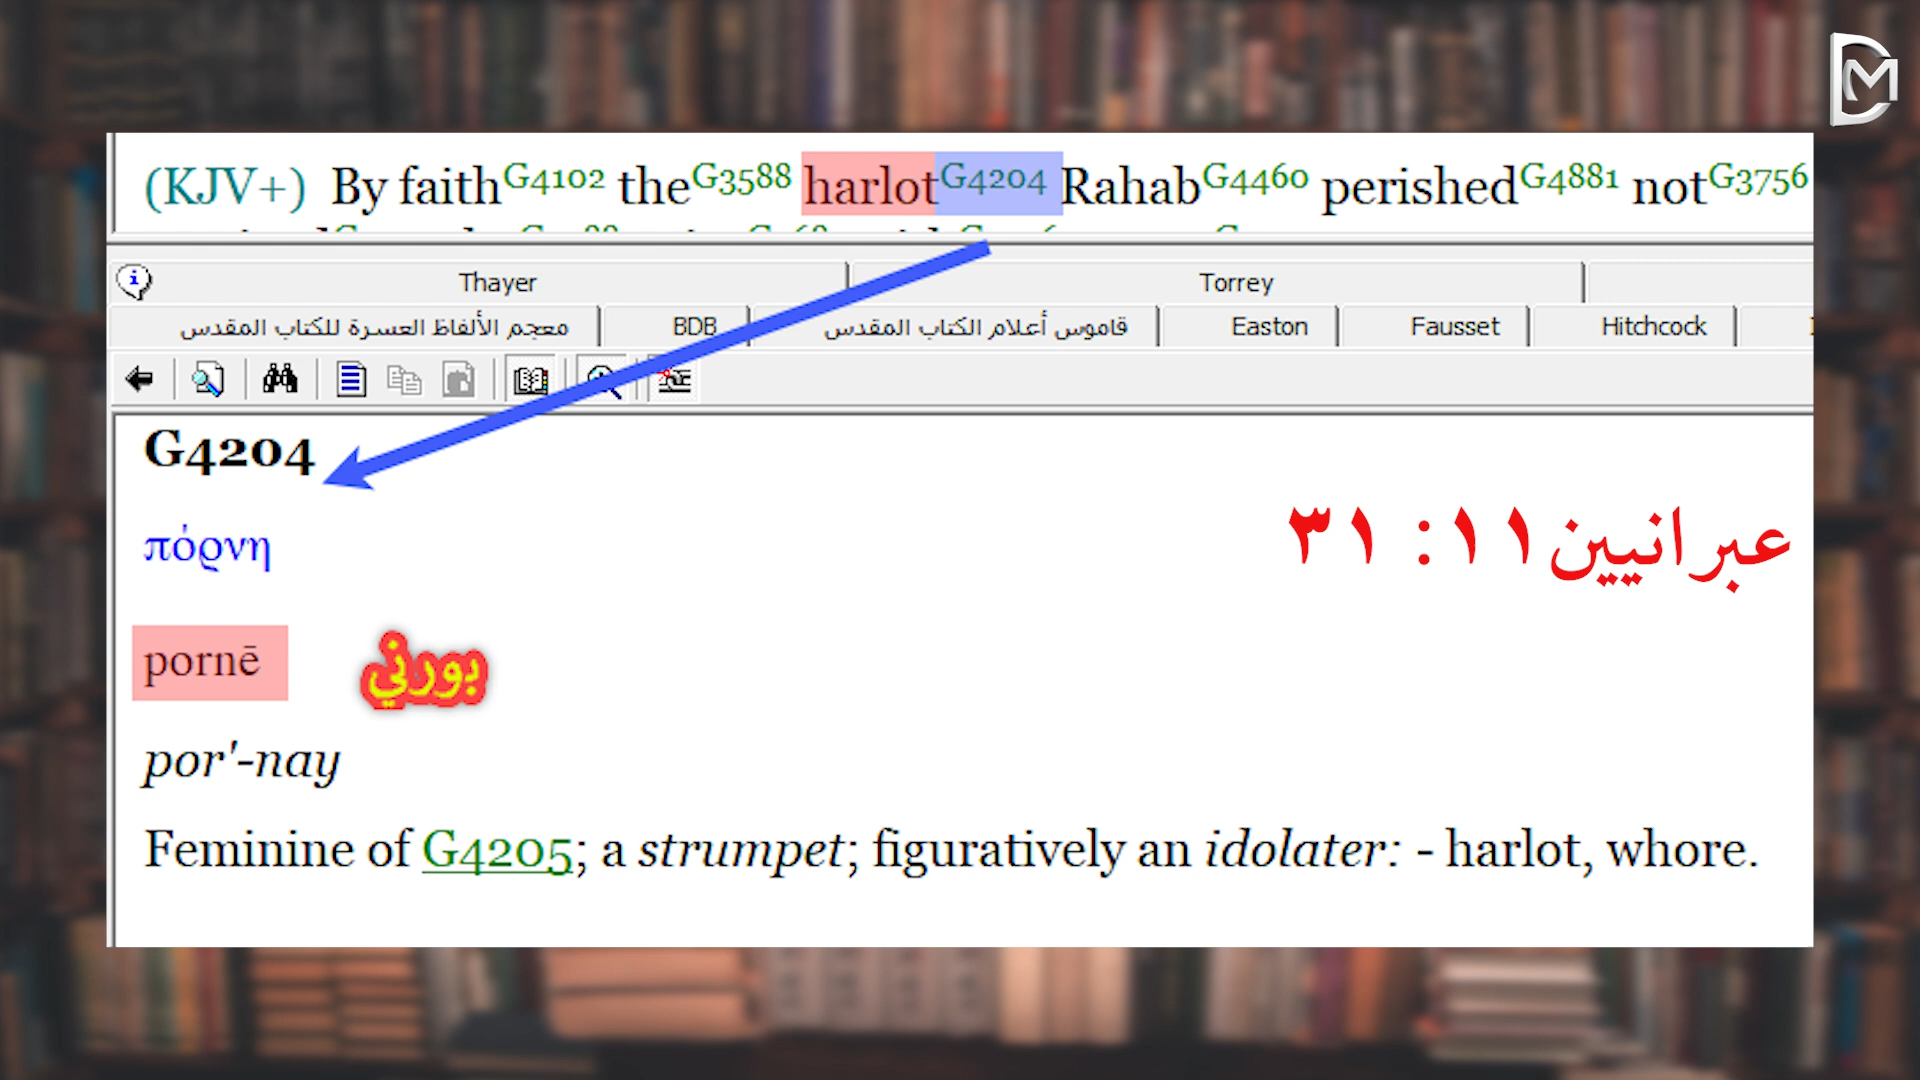 (KJV+) By faithG4102 theG3588 harlotG4204 RahabG4460 perishedG4881 notG3756
Thayer Torrey
معجم الألفاظ العسرة للكتاب المقدس BDB قاموس أعلام الكتاب المقدس Easton Fausset Hitchcock
G4204
πόρνη
عبرانيين ١١ : ٣١
pornē بورني
por'-nay
Feminine of G4205; a strumpet; figuratively an idolater: - harlot, whore.